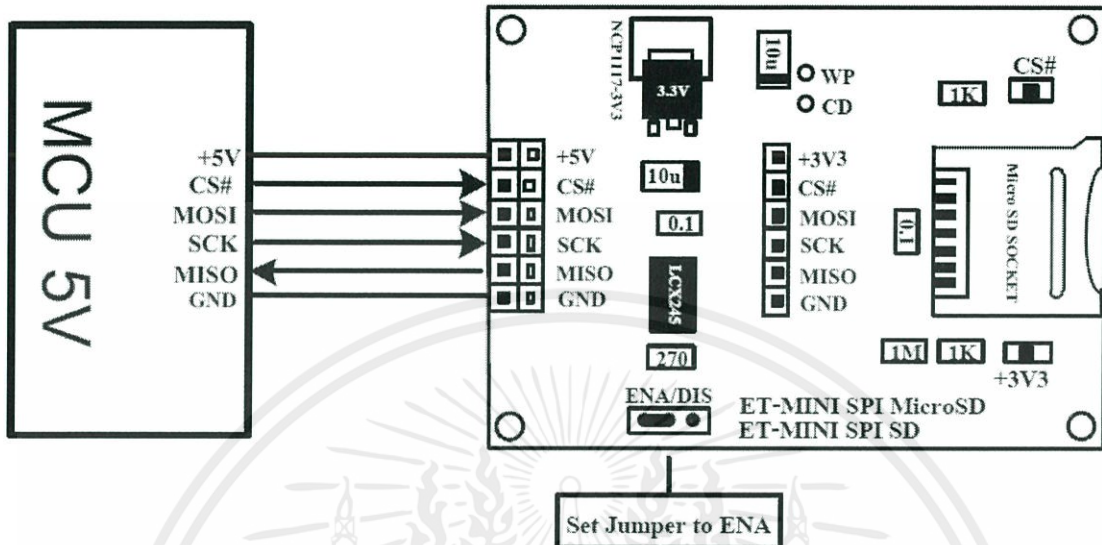 MCU 5V
+5V
CS#
MOSI
SCK
MISO
GND
NCP1117-3V3
3.3V
10u
WP
CD
1K
CS#
+5V
CS#
MOSI
SCK
MISO
GND
10u
0.1
LCX245
270
+3V3
CS#
MOSI
SCK
MISO
GND
0.1
Micro SD SOCKET
1M
1K
+3V3
ENA/DIS
ET-MINI SPI MicroSD
ET-MINI SPI SD
Set Jumper to ENA